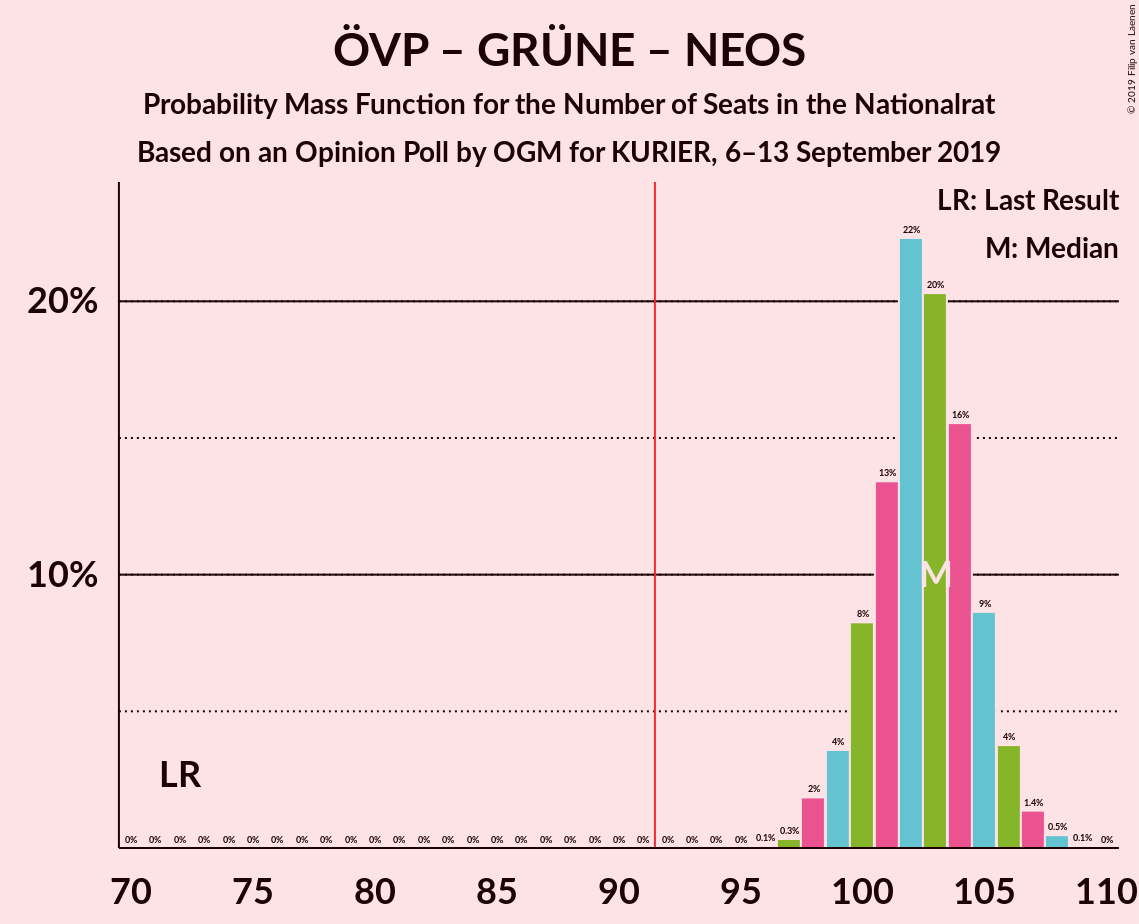 ÖVP – GRÜNE – NEOS
Probability Mass Function for the Number of Seats in the Nationalrat
Based on an Opinion Poll by OGM for KURIER, 6–13 September 2019
© 2019 Filip van Laenen
LR: Last Result
M: Median
20%
10%
22%
20%
16%
13%
9%
8%
M
4%
4%
2%
1.4%
LR
0% 0% 0% 0% 0% 0% 0% 0% 0% 0% 0% 0% 0% 0% 0% 0% 0% 0% 0% 0% 0% 0% 0% 0% 0% 0% 0.1% 0.3% 0.5% 0.1% 0%
70 75 80 85 90 95 100 105 110